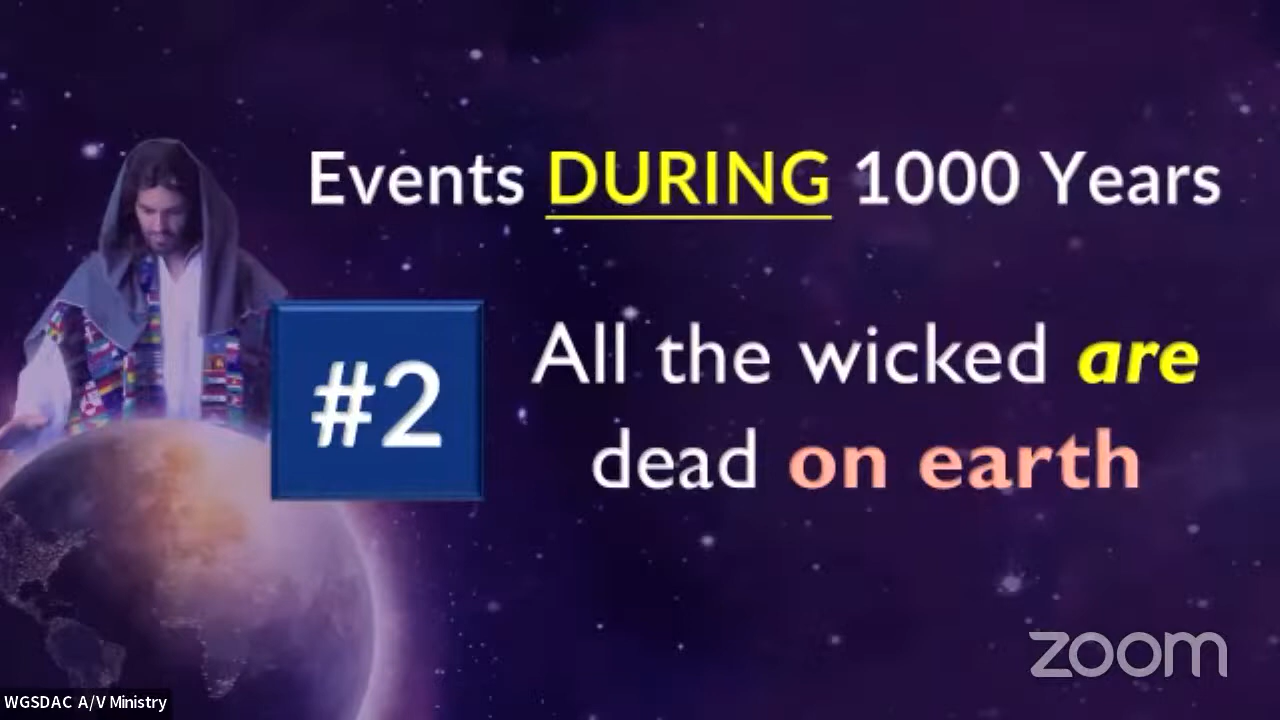 Events DURING 1000 Years
#2
All the wicked are
dead on earth
zoom
WGSDAC A/V Ministry